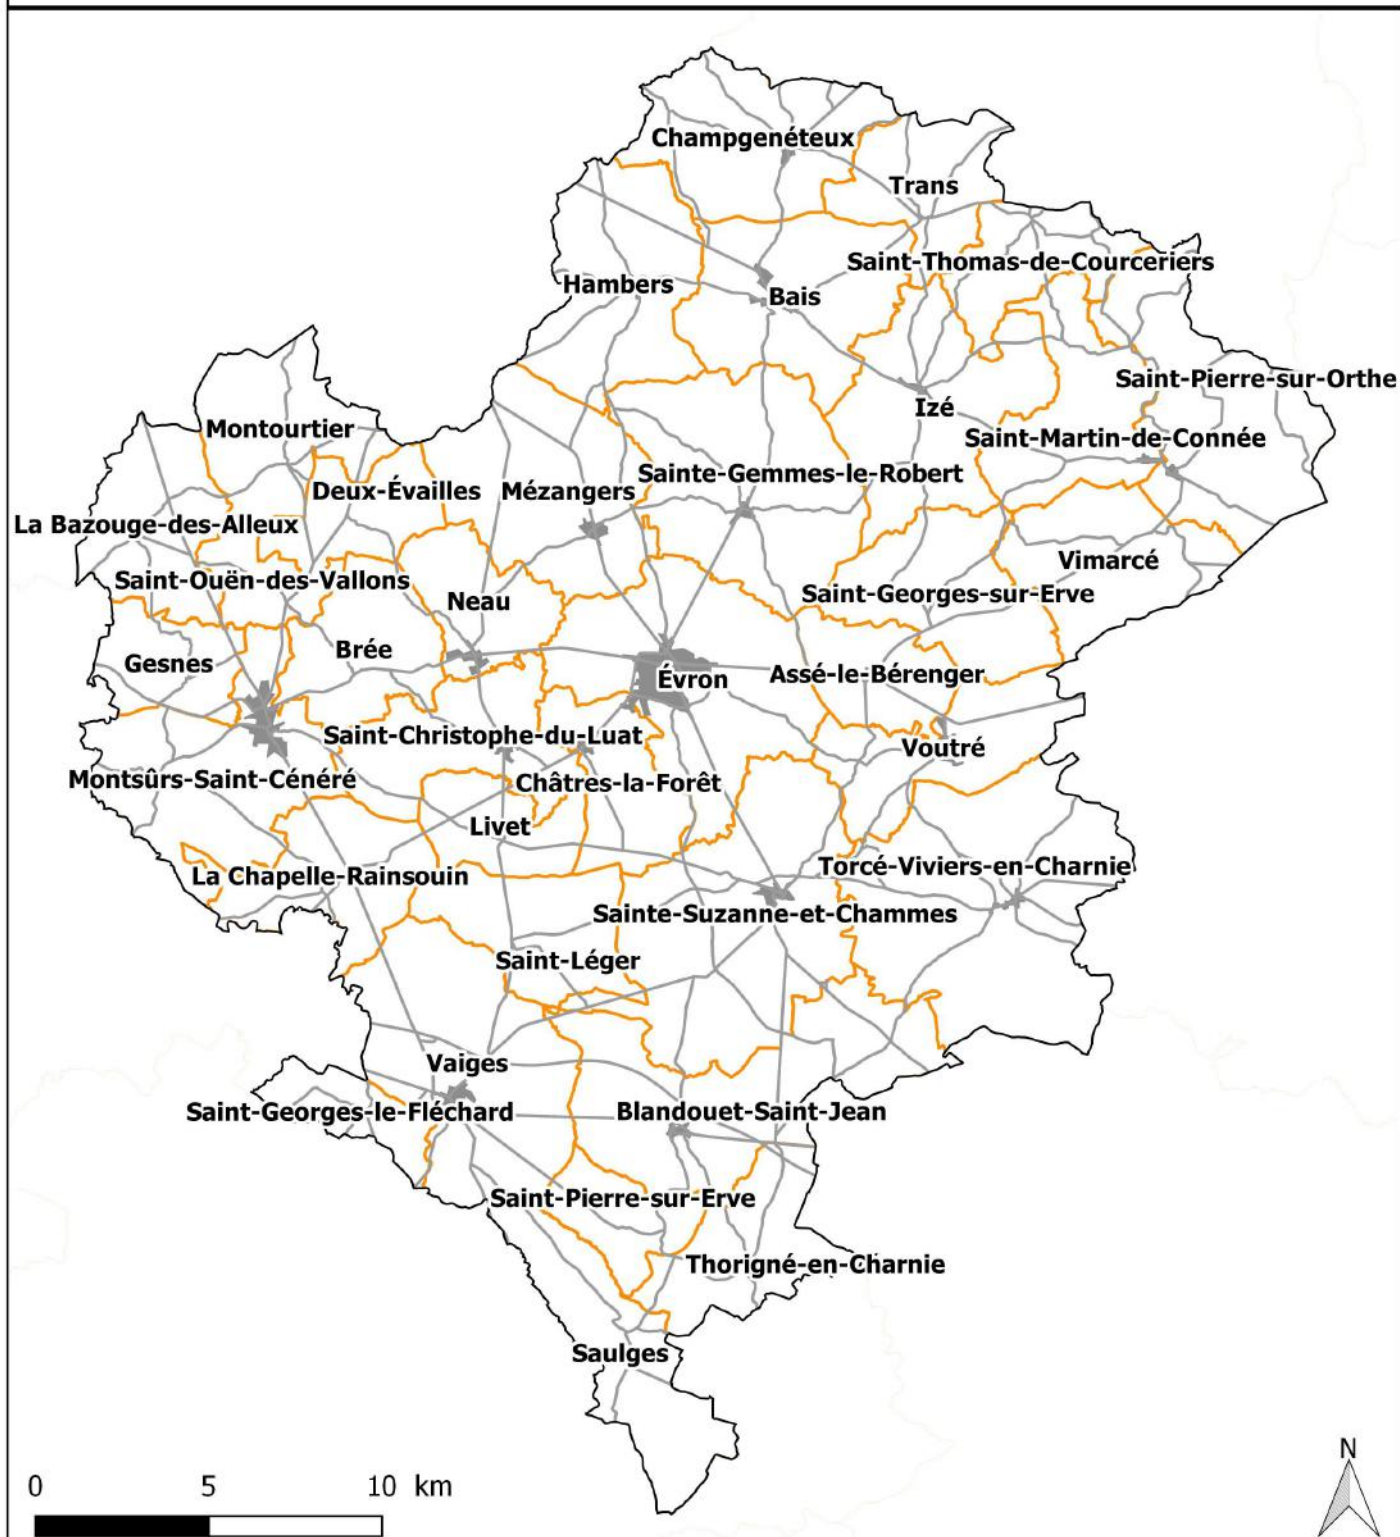 Champgenéteux
Trans
Saint-Thomas-de-Courceriers
Hambers
Bais
Saint-Pierre-sur-Orthe
Izé
Montourtier
Saint-Martin-de-Connée
Sainte-Gemmes-le-Robert
Deux-Évailles
Mézangers
La Bazouge-des-Alleux
Vimarcé
Saint-Ouën-des-Vallons
Saint-Georges-sur-Erve
Neau
Brée
Gesnes
Assé-le-Bérenger
Évron
Saint-Christophe-du-Luat
Voutré
Montsûrs-Saint-Cénéré
Châtres-la-Forêt
Livet
Torcé-Viviers-en-Charnie
La Chapelle-Rainsouin
Sainte-Suzanne-et-Chammes
Saint-Léger
Vaiges
Saint-Georges-le-Fléchard
Blandouet-Saint-Jean
Saint-Pierre-sur-Erve
Thorigné-en-Charnie
Saulges
N
0 5 10 km